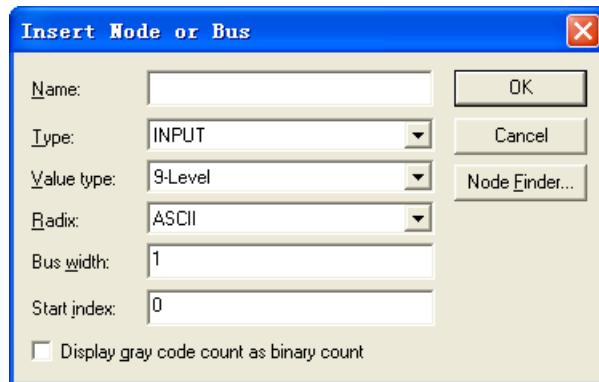 Insert Node or Bus
Name:
OK
Type: INPUT
Cancel
Value type: 9-Level
Node Finder...
Radix: ASCII
Bus width: 1
Start index: 0
Display gray code count as binary count